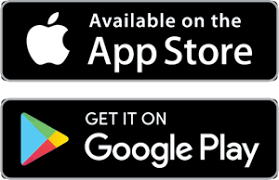 Available on the
App Store
GET IT ON
Google Play